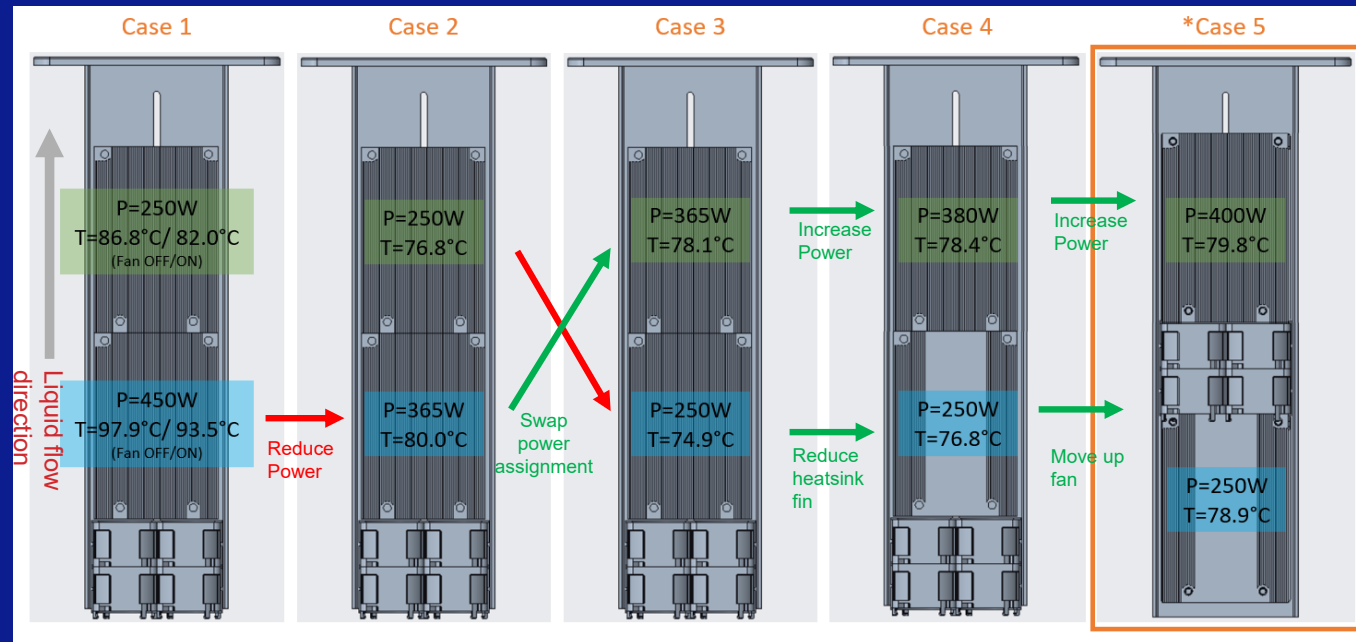 Case 1
Case 2
Case 3
Case 4
*Case 5
Liquid flow
direction
P=250W
T=86.8°C/ 82.0°C
(Fan OFF/ON)
P=450W
T=97.9°C/ 93.5°C
(Fan OFF/ON)
Reduce
Power
P=250W
T=76.8°C
P=365W
T=80.0°C
Swap
power
assignment
P=365W
T=78.1°C
P=250W
T=74.9°C
Increase
Power
Reduce
heatsink
fin
P=380W
T=78.4°C
P=250W
T=76.8°C
Increase
Power
Move up
fan
P=400W
T=79.8°C
P=250W
T=78.9°C